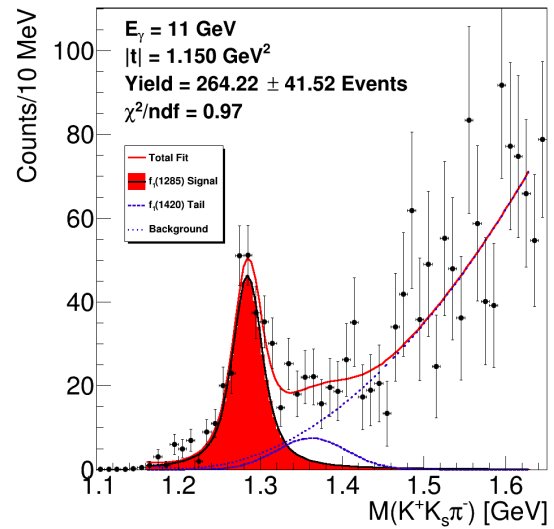 E_γ = 11 GeV
|t| = 1.150 GeV²
Yield = 264.22 ± 41.52 Events
χ²/ndf = 0.97
Total Fit
f₁(1285) Signal
f₁(1420) Tail
Background
Counts/10 MeV
100
80
60
40
20
0
1.1 1.2 1.3 1.4 1.5 1.6
M(K⁺Kₛπ⁻) [GeV]